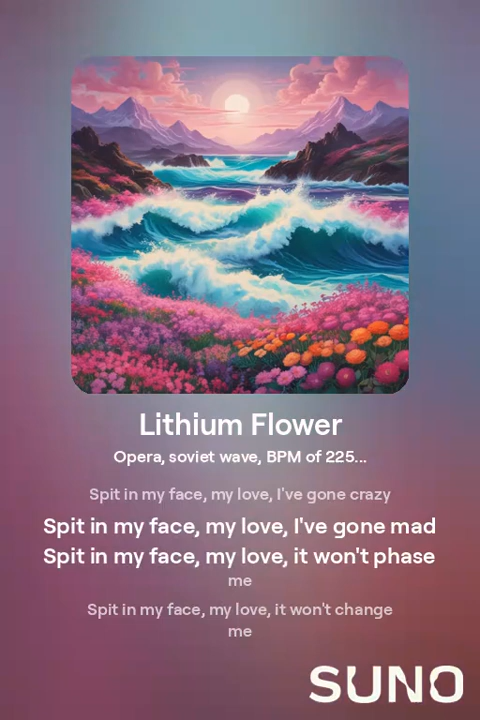 Lithium Flower
Opera, soviet wave, BPM of 225...
Spit in my face, my love, I've gone crazy
Spit in my face, my love, I've gone mad
Spit in my face, my love, it won't phase
me
Spit in my face, my love, it won't change
me
SUNO